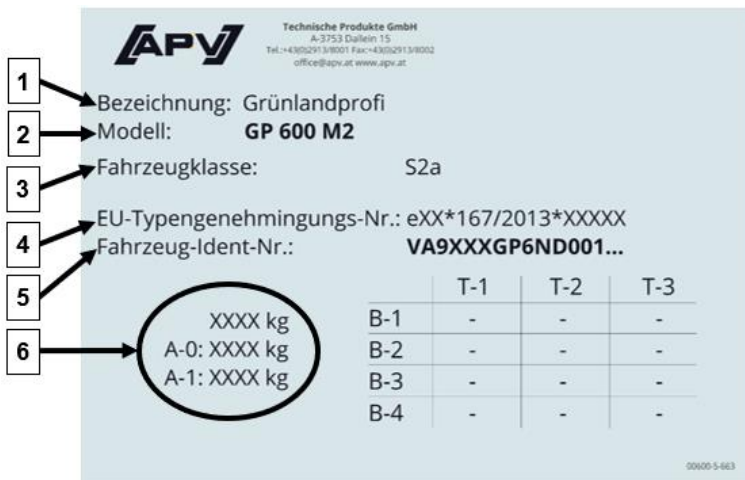 APV
Technische Produkte GmbH
A-3753 Dallein 15
Tel.:+43(0)2913/8001 Fax:+43(0)2913/8002
office@apv.at www.apv.at
1
Bezeichnung: Grünlandprofi
2
Modell: GP 600 M2
3
Fahrzeugklasse: S2a
4
EU-Typengenehmingungs-Nr.: eXX*167/2013*XXXXX
5
Fahrzeug-Ident-Nr.: VA9XXXGP6ND001...
6
XXXX kg
A-0: XXXX kg
A-1: XXXX kg
T-1 T-2 T-3
B-1 - - -
B-2 - - -
B-3 - - -
B-4 - - -
00600-5-663